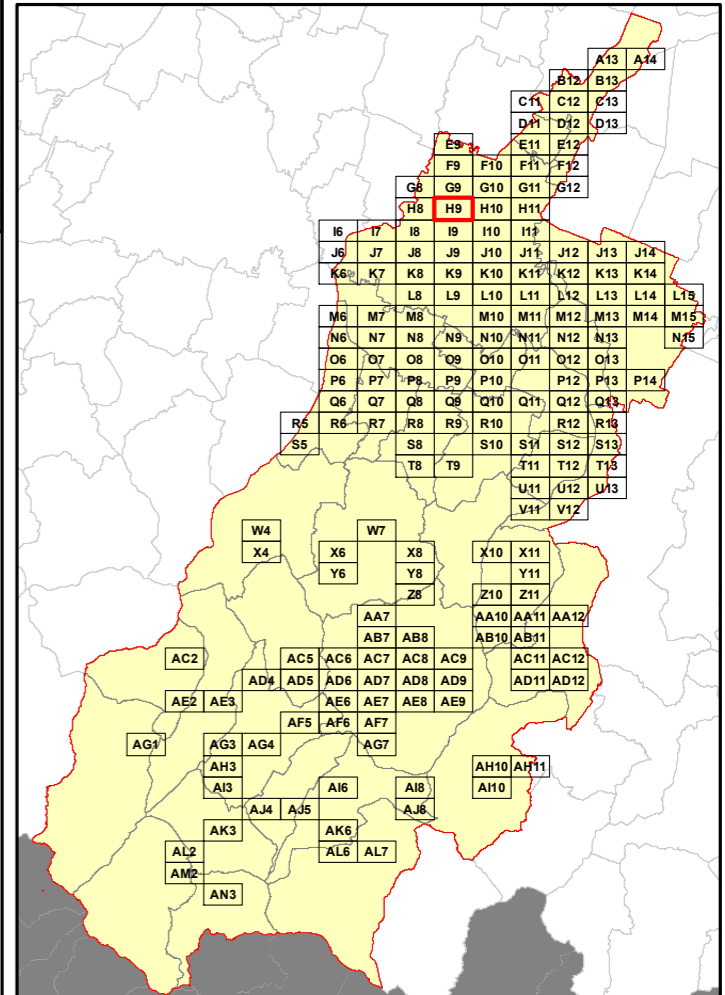 A13 A14
B12 B13
C11 C12 C13
D11 D12 D13
E9 E11 E12
F9 F10 F11 F12
G8 G9 G10 G11 G12
H8 H9 H10 H11
I6 I7 I8 I9 I10 I11
J6 J7 J8 J9 J10 J11 J12 J13 J14
K6 K7 K8 K9 K10 K11 K12 K13 K14
L8 L9 L10 L11 L12 L13 L14 L15
M6 M7 M8 M10 M11 M12 M13 M14 M15
N6 N7 N8 N9 N10 N11 N12 N13 N15
O6 O7 O8 O9 O10 O11 O12 O13
P6 P7 P8 P9 P10 P12 P13 P14
Q6 Q7 Q8 Q9 Q10 Q11 Q12 Q13
R5 R6 R7 R8 R9 R10 R12 R13
S5 S8 S10 S11 S12 S13
T8 T9 T11 T12 T13
U11 U12 U13
V11 V12
W4 W7
X4 X6 X8 X10 X11
Y6 Y8 Y11
Z8 Z10 Z11
AA7 AA10 AA11 AA12
AB7 AB8 AB10 AB11
AC2 AC5 AC6 AC7 AC8 AC9 AC11 AC12
AD4 AD5 AD6 AD7 AD8 AD9 AD11 AD12
AE2 AE3 AE6 AE7 AE8 AE9
AF5 AF6 AF7
AG1 AG3 AG4 AG7
AH3 AH10 AH11
AI3 AI6 AI8 AI10
AJ4 AJ5 AJ8
AK3 AK6
AL2 AL6 AL7
AM2
AN3